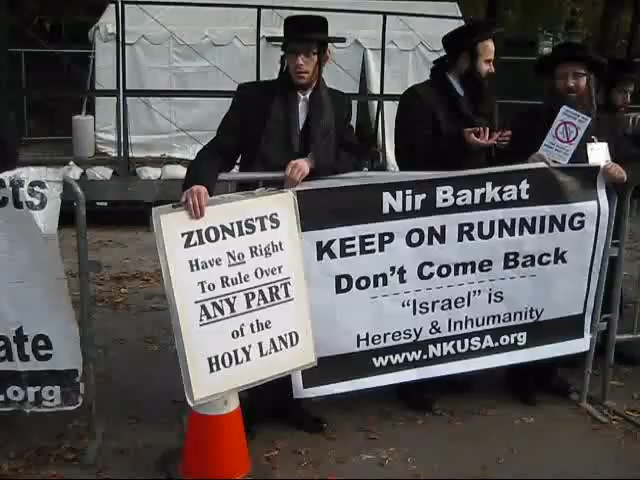 cts
ate
.org
ZIONISTS
Have No Right
To Rule Over
ANY PART
of the
HOLY LAND
Nir Barkat
KEEP ON RUNNING
Don't Come Back
"Israel" is
Heresy & Inhumanity
www.NKUSA.org